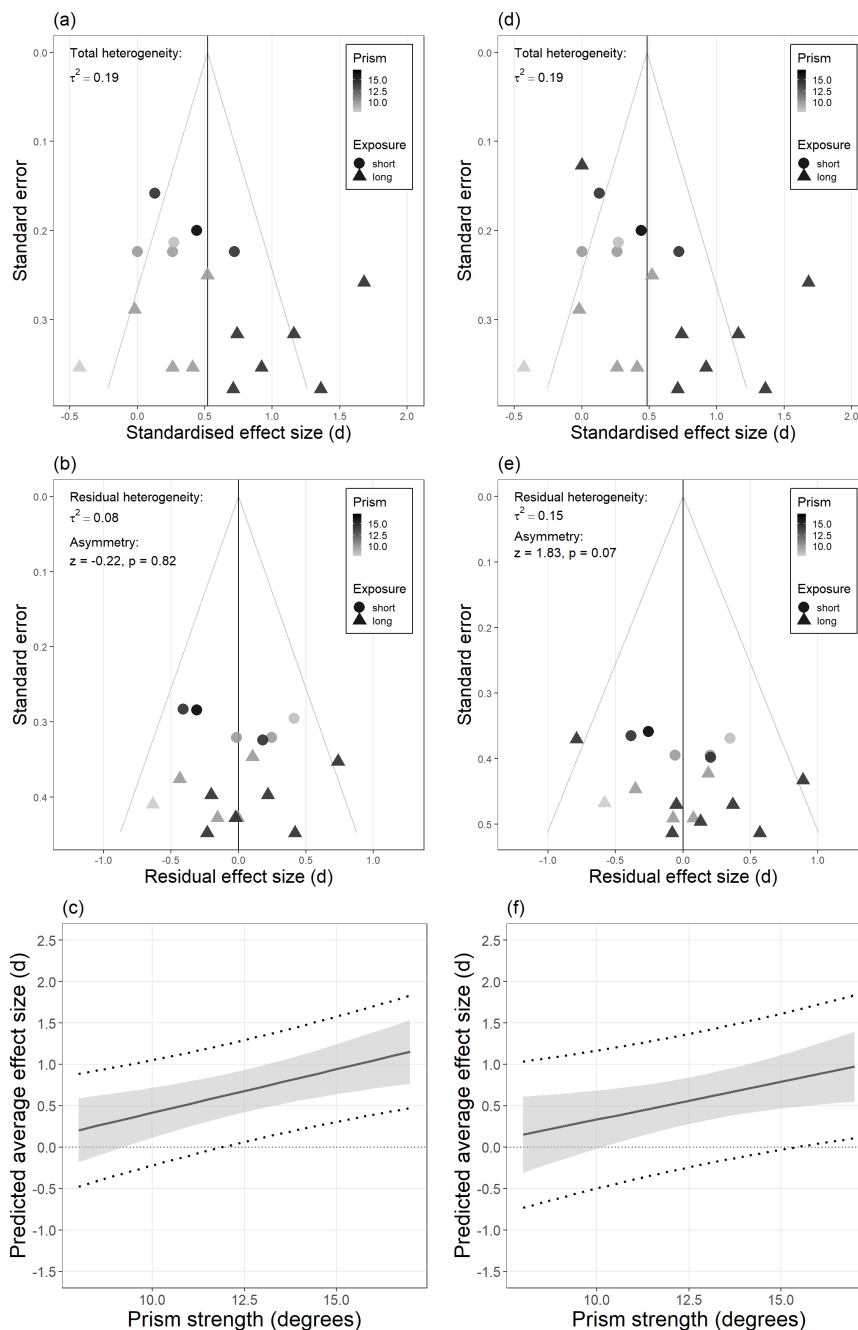 (a)
Total heterogeneity:
τ² = 0.19
Prism
15.0
12.5
10.0
Exposure
short
long
0.0
0.1
0.2
0.3
Standard error
-0.5
0.0
0.5
1.0
1.5
2.0
Standardised effect size (d)
(d)
Total heterogeneity:
τ² = 0.19
Prism
15.0
12.5
10.0
Exposure
short
long
0.0
0.1
0.2
0.3
Standard error
-0.5
0.0
0.5
1.0
1.5
2.0
Standardised effect size (d)
(b)
Residual heterogeneity:
τ² = 0.08
Asymmetry:
z = -0.22, p = 0.82
Prism
15.0
12.5
10.0
Exposure
short
long
0.0
0.1
0.2
0.3
0.4
Standard error
-1.0
-0.5
0.0
0.5
1.0
Residual effect size (d)
(e)
Residual heterogeneity:
τ² = 0.15
Asymmetry:
z = 1.83, p = 0.07
Prism
15.0
12.5
10.0
Exposure
short
long
0.0
0.1
0.2
0.3
0.4
0.5
Standard error
-1.0
-0.5
0.0
0.5
1.0
Residual effect size (d)
(c)
2.5
2.0
1.5
1.0
0.5
0.0
-0.5
-1.0
-1.5
Predicted average effect size (d)
10.0
12.5
15.0
Prism strength (degrees)
(f)
2.5
2.0
1.5
1.0
0.5
0.0
-0.5
-1.0
-1.5
Predicted average effect size (d)
10.0
12.5
15.0
Prism strength (degrees)